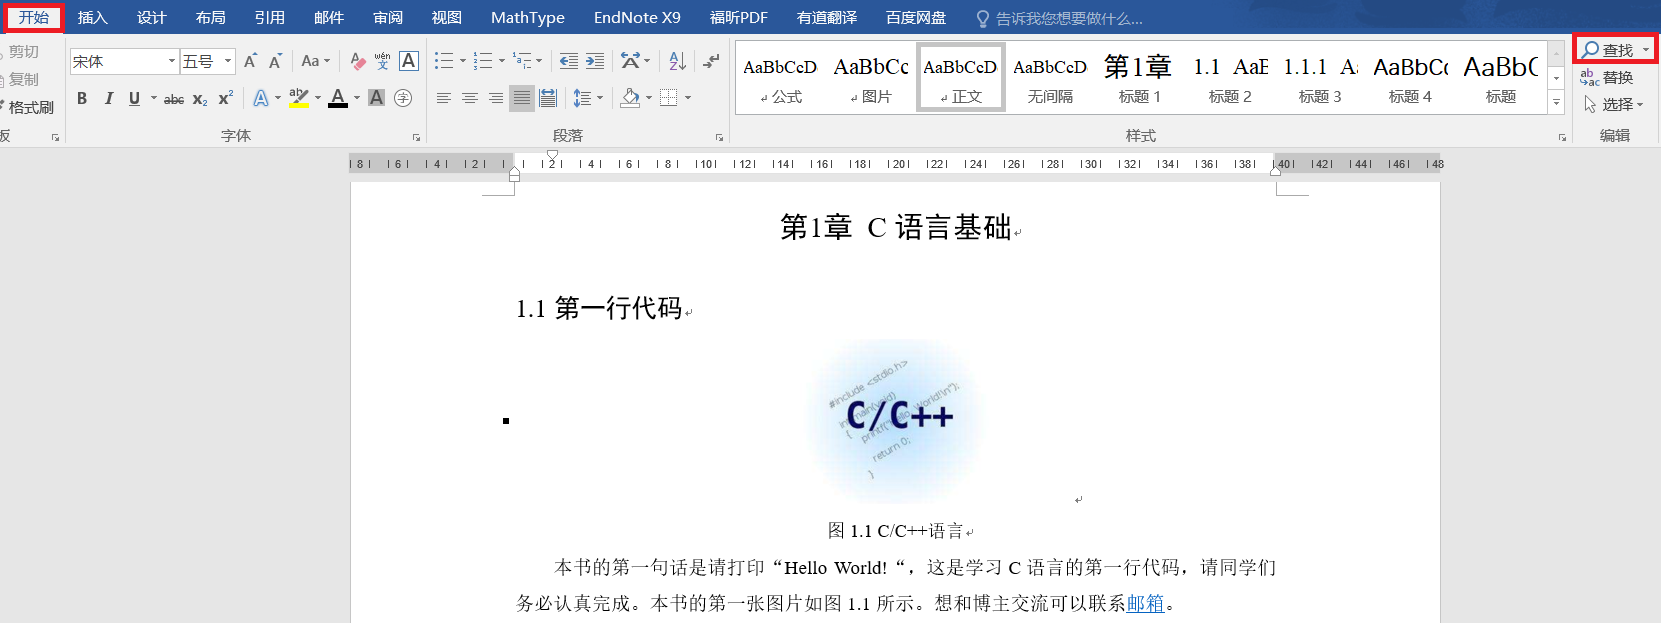 开始 插入 设计 布局 引用 邮件 审阅 视图 MathType EndNote X9 福昕PDF 有道翻译 百度网盘 告诉我您想要做什么...
剪切
复制
格式刷
板
宋体 五号 A A Aa wén 文 A
B I U abc X₂ X² A ab A A 字
字体
段落
AaBbCcD 公式
AaBbCc 图片
AaBbCcD 正文
AaBbCcD 无间隔
第1章 标题 1
1.1 AaB 标题 2
1.1.1 Aa 标题 3
AaBbCc 标题 4
AaBbC 标题
样式
查找
替换
选择
编辑
8 6 4 2 2 4 6 8 10 12 14 16 18 20 22 24 26 28 30 32 34 36 38 40 42 44 46 48
第1章 C 语言基础
1.1 第一行代码
#include <stdio.h>
C/C++
return 0;
}
图 1.1 C/C++语言
本书的第一句话是请打印“Hello World! “，这是学习 C 语言的第一行代码，请同学们
务必认真完成。本书的第一张图片如图 1.1 所示。想和博主交流可以联系邮箱。